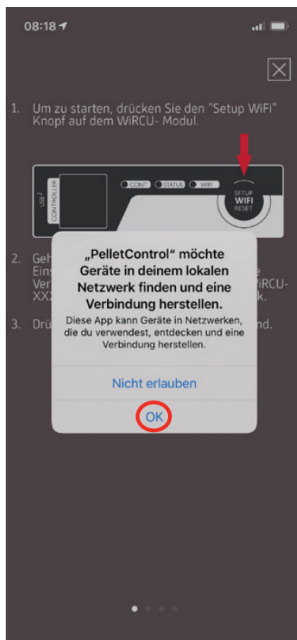 08:18
1. Um zu starten, drücken Sie den "Setup WiFi"
Knopf auf dem WiRCU- Modul.
USB
CONTROLLER
CONT
STATUS
WIFI
SETUP
WIFI
RESET
2.
3. Drü
„PelletControl" möchte
Geräte in deinem lokalen
Netzwerk finden und eine
Verbindung herstellen.
Diese App kann Geräte in Netzwerken,
die du verwendest, entdecken und eine
Verbindung herstellen.
Nicht erlauben
OK